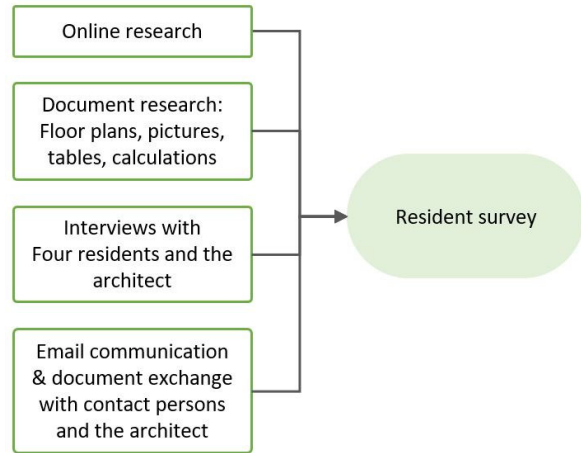 Online research
Document research:
Floor plans, pictures,
tables, calculations
Interviews with
Four residents and the
architect
Email communication
& document exchange
with contact persons
and the architect
Resident survey